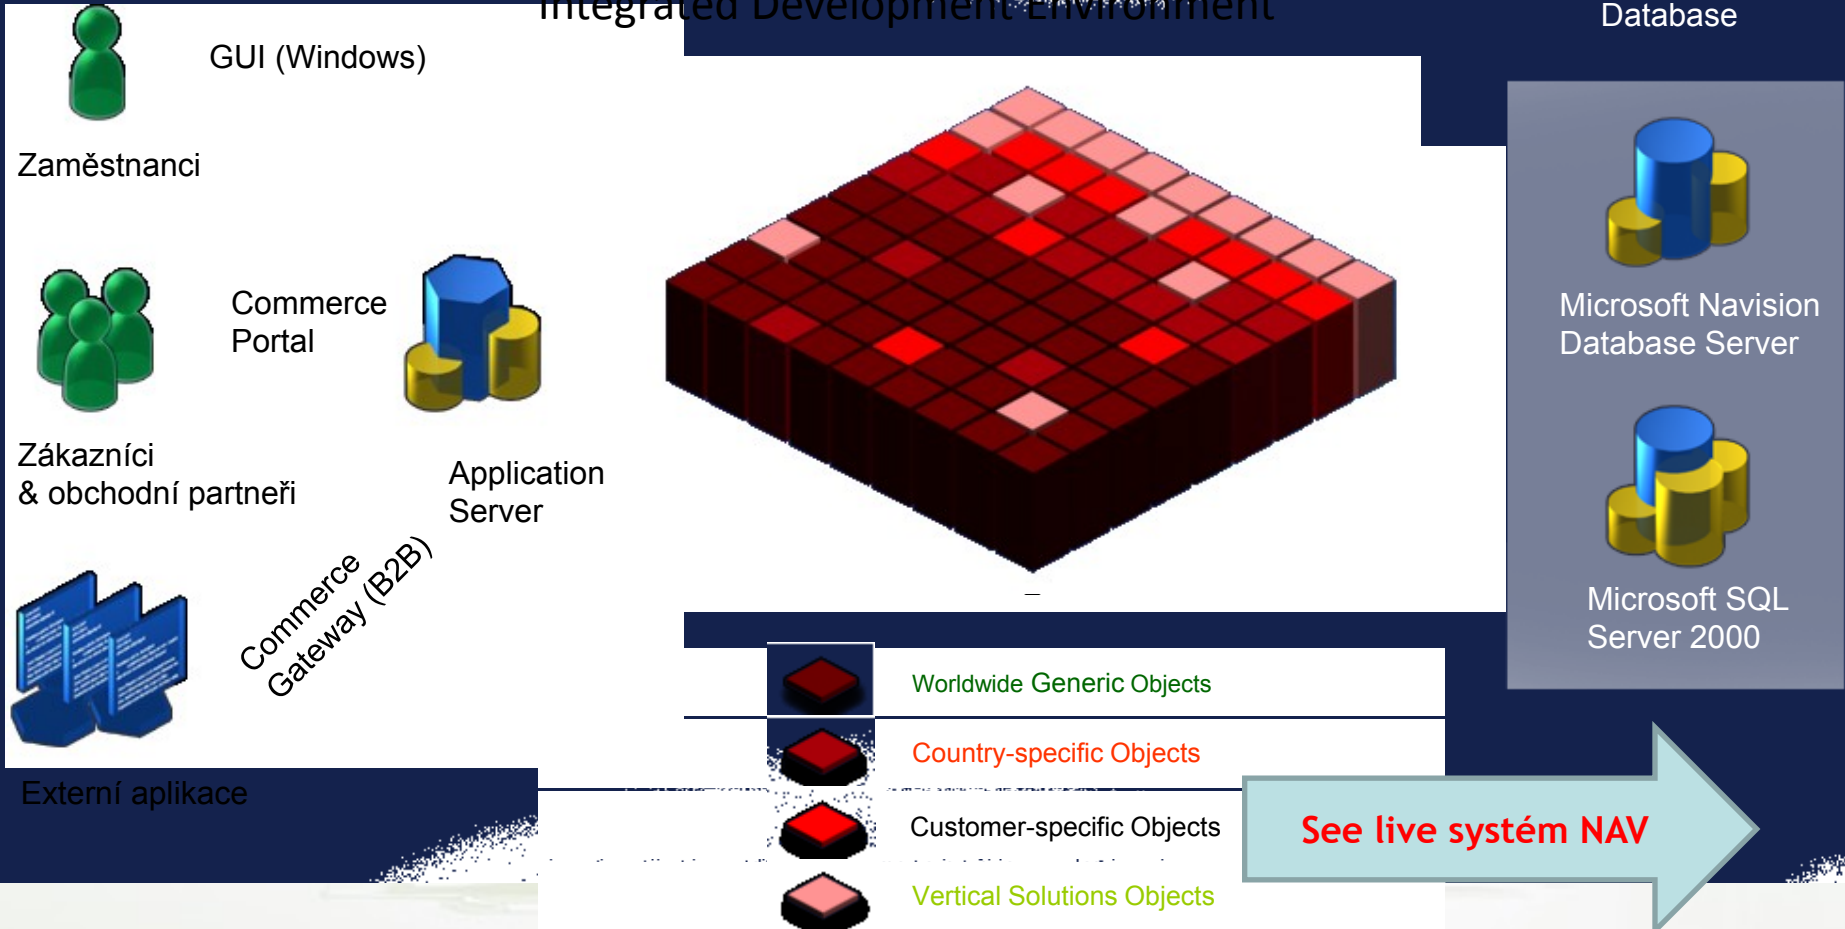 Integrated Development Environment
Database
GUI (Windows)
Zaměstnanci
Commerce
Portal
Zákazníci
& obchodní partneři
Application
Server
Commerce
Gateway (B2B)
Externí aplikace
Microsoft Navision
Database Server
Microsoft SQL
Server 2000
Worldwide Generic Objects
Country-specific Objects
Customer-specific Objects
Vertical Solutions Objects
See live systém NAV